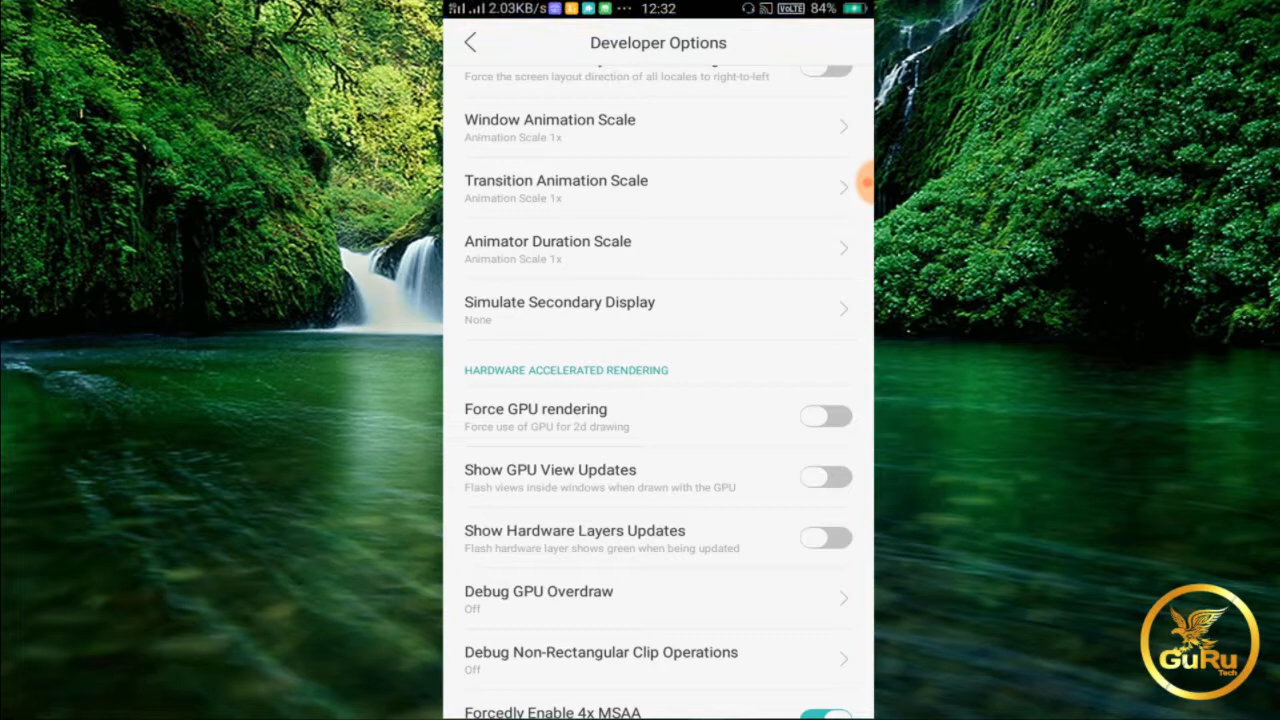 2.03KB/s ... 12:32 VoLTE 84%
Developer Options
Force the screen layout direction of all locales to right-to-left
Window Animation Scale
Animation Scale 1x
Transition Animation Scale
Animation Scale 1x
Animator Duration Scale
Animation Scale 1x
Simulate Secondary Display
None
HARDWARE ACCELERATED RENDERING
Force GPU rendering
Force use of GPU for 2d drawing
Show GPU View Updates
Flash views inside windows when drawn with the GPU
Show Hardware Layers Updates
Flash hardware layer shows green when being updated
Debug GPU Overdraw
Off
Debug Non-Rectangular Clip Operations
Off
Forcedly Enable 4x MSAA
GuRu
Tech